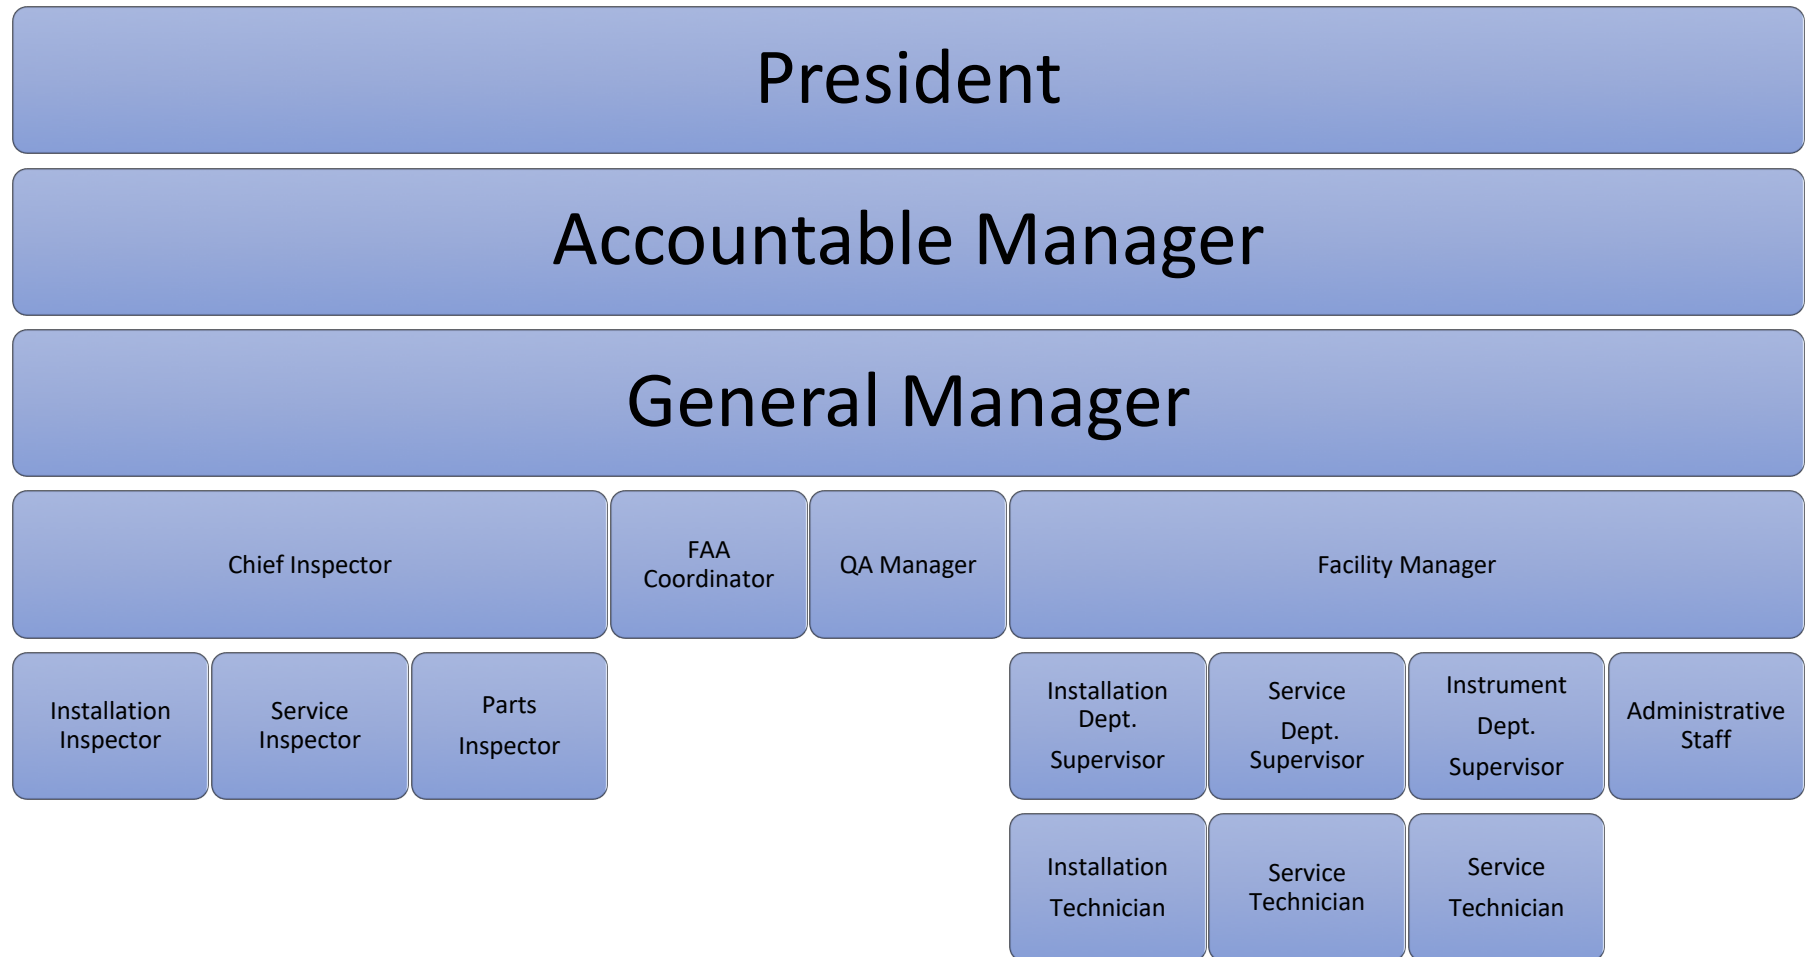 President
Accountable Manager
General Manager
Chief Inspector
FAA
Coordinator
QA Manager
Facility Manager
Installation
Inspector
Service
Inspector
Parts
Inspector
Installation
Dept.
Supervisor
Service
Dept.
Supervisor
Instrument
Dept.
Supervisor
Administrative
Staff
Installation
Technician
Service
Technician
Service
Technician